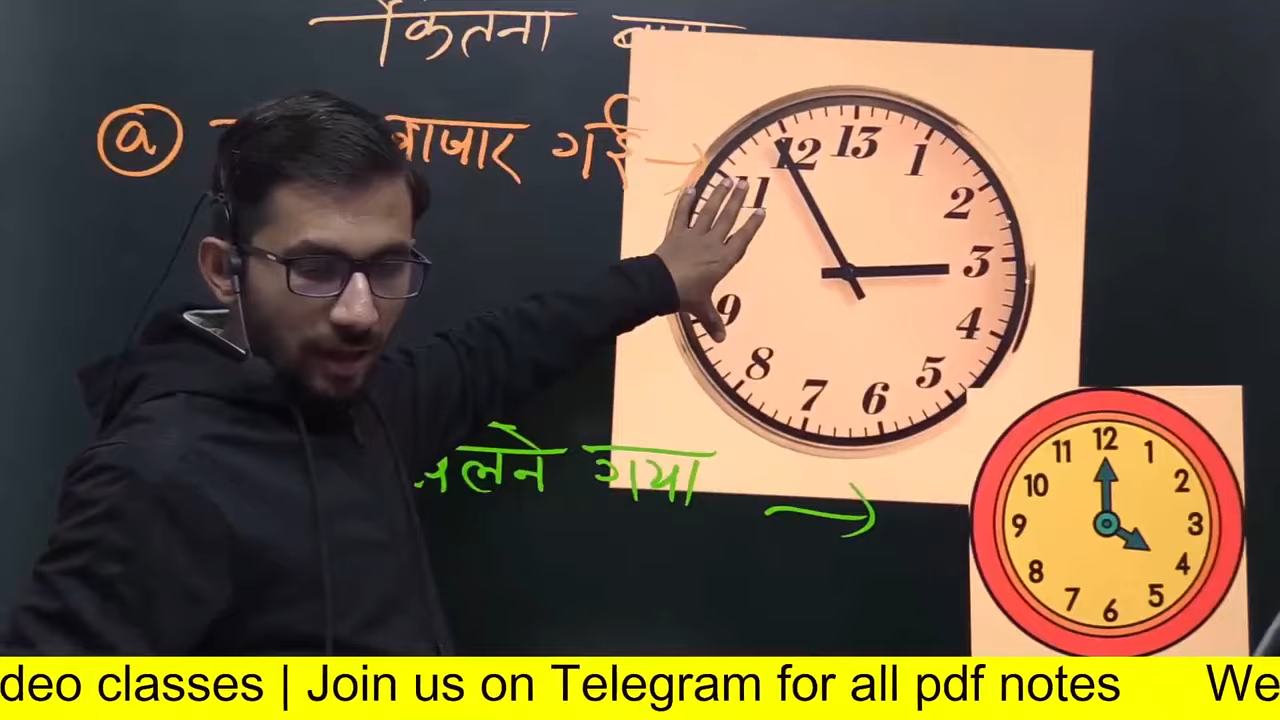 कितना
(a) बाजार गई →
12 13 1
11 2
3
9 4
8 5
7 6
लने गया →
12
11 1
10 2
9 3
8 4
7 5
6
deo classes | Join us on Telegram for all pdf notes We